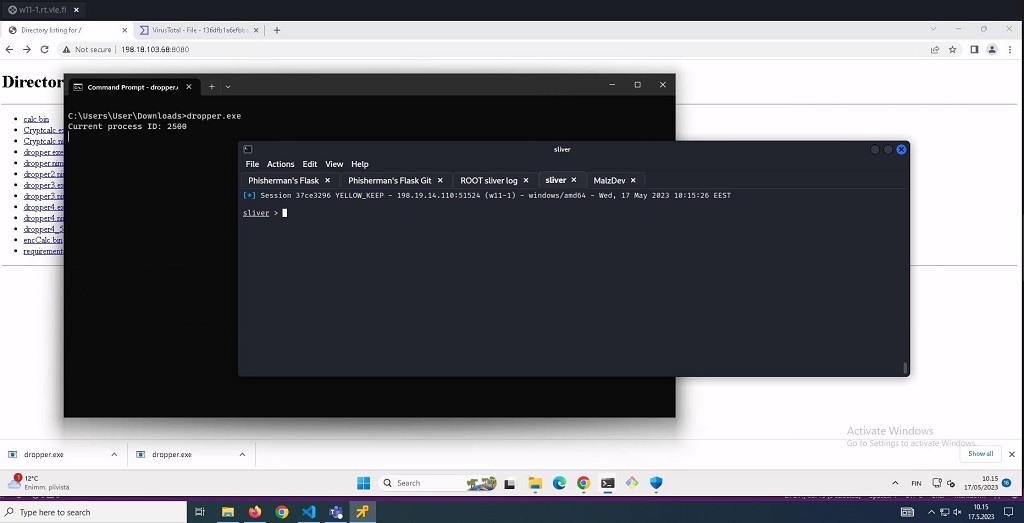 w11-1.rt.vle.fi
Directory listing for /
VirusTotal - File - 136dfb1a6efbb
Not secure | 198.18.103.68:8080
Director
calc.bin
Cryptcalc.ex
Cryptcalc.ni
dropper.exe
dropper.nim
dropper2.ni
dropper3.ex
dropper3.ni
dropper4.ex
dropper4.ni
dropper4_5
encCalc.bin
requirement
Command Prompt - dropper.
C:\Users\User\Downloads>dropper.exe
Current process ID: 2500
sliver
File Actions Edit View Help
Phisherman's Flask
Phisherman's Flask Git
ROOT sliver log
sliver
MalzDev
[*] Session 37ce3296 YELLOW_KEEP - 198.19.14.110:51524 (w11-1) - windows/amd64 - Wed, 17 May 2023 10:15:26 EEST
sliver >
Activate Windows
Go to Settings to activate Windows.
dropper.exe
dropper.exe
Show all
1
12°C
Enimm. pilvistä
Search
FIN
10.15
17/05/2023
Type here to search
10.15
17.5.2023